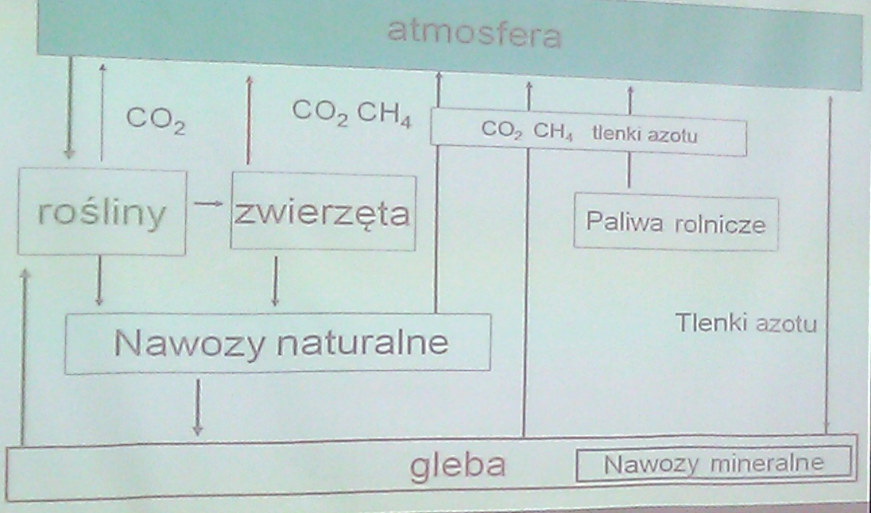 atmosfera
CO₂
CO₂ CH₄
CO₂ CH₄ tlenki azotu
rośliny
zwierzęta
Paliwa rolnicze
Tlenki azotu
Nawozy naturalne
gleba
Nawozy mineralne